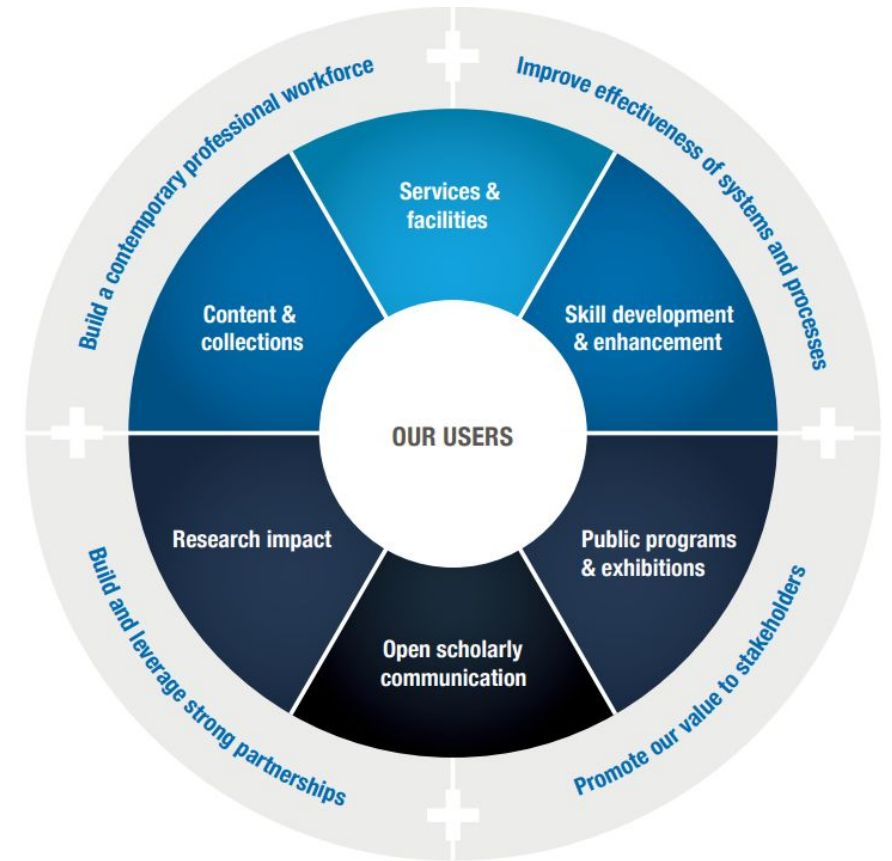 Build a contemporary professional workforce
Improve effectiveness of systems and processes
Services &
facilities
Content &
collections
Skill development
& enhancement
OUR USERS
Research impact
Public programs
& exhibitions
Open scholarly
communication
Build and leverage strong partnerships
Promote our value to stakeholders